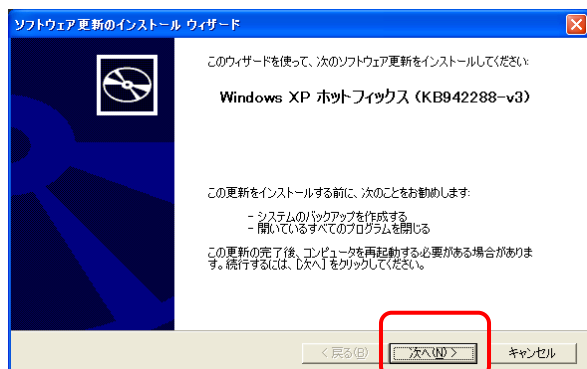 ソフトウェア更新のインストール ウィザード
このウィザードを使って、次のソフトウェア更新をインストールしてください:
Windows XP ホットフィックス (KB942288-v3)
この更新をインストールする前に、次のことをお勧めします:
- システムのバックアップを作成する
- 開いているすべてのプログラムを閉じる
この更新の完了後、コンピュータを再起動する必要がある場合がありま
す。続行するには、[次へ] をクリックしてください。
< 戻る(B)
次へ(N) >
キャンセル